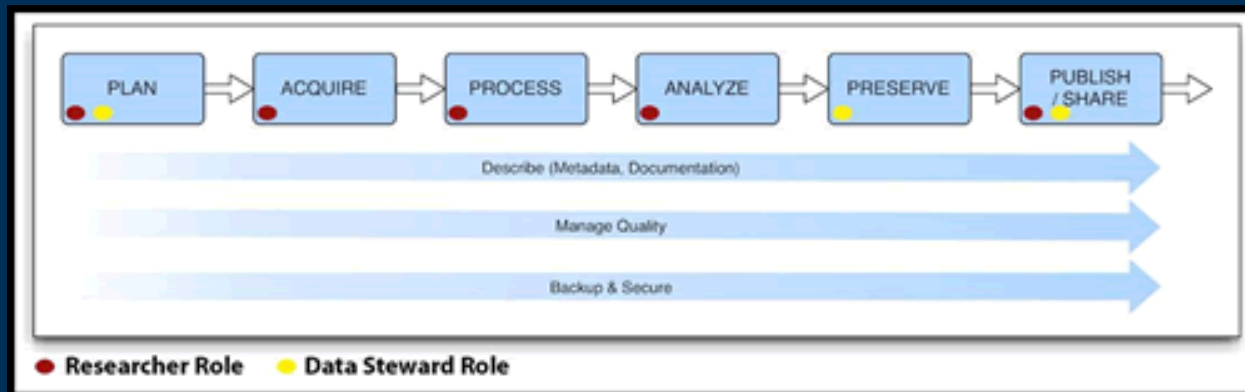 PLAN
ACQUIRE
PROCESS
ANALYZE
PRESERVE
PUBLISH
/ SHARE
Describe (Metadata, Documentation)
Manage Quality
Backup & Secure
Researcher Role
Data Steward Role